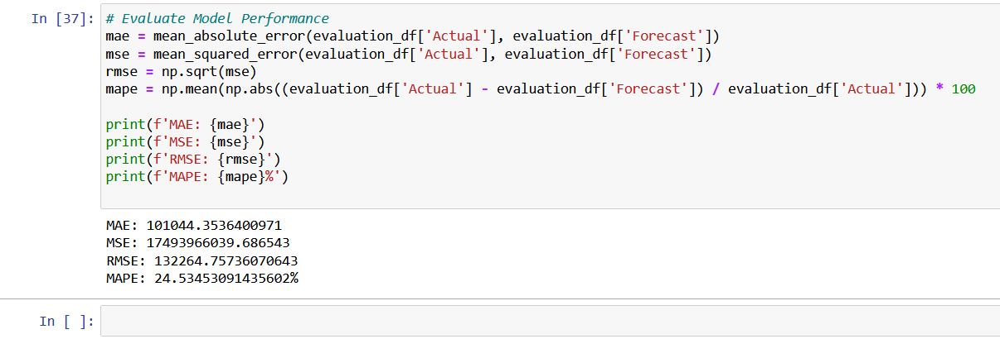 In [37]: # Evaluate Model Performance
mae = mean_absolute_error(evaluation_df['Actual'], evaluation_df['Forecast'])
mse = mean_squared_error(evaluation_df['Actual'], evaluation_df['Forecast'])
rmse = np.sqrt(mse)
mape = np.mean(np.abs((evaluation_df['Actual'] - evaluation_df['Forecast']) / evaluation_df['Actual'])) * 100
print(f'MAE: {mae}')
print(f'MSE: {mse}')
print(f'RMSE: {rmse}')
print(f'MAPE: {mape}%')
MAE: 101044.3536400971
MSE: 17493966039.686543
RMSE: 132264.75736070643
MAPE: 24.53453091435602%
In [ ]: